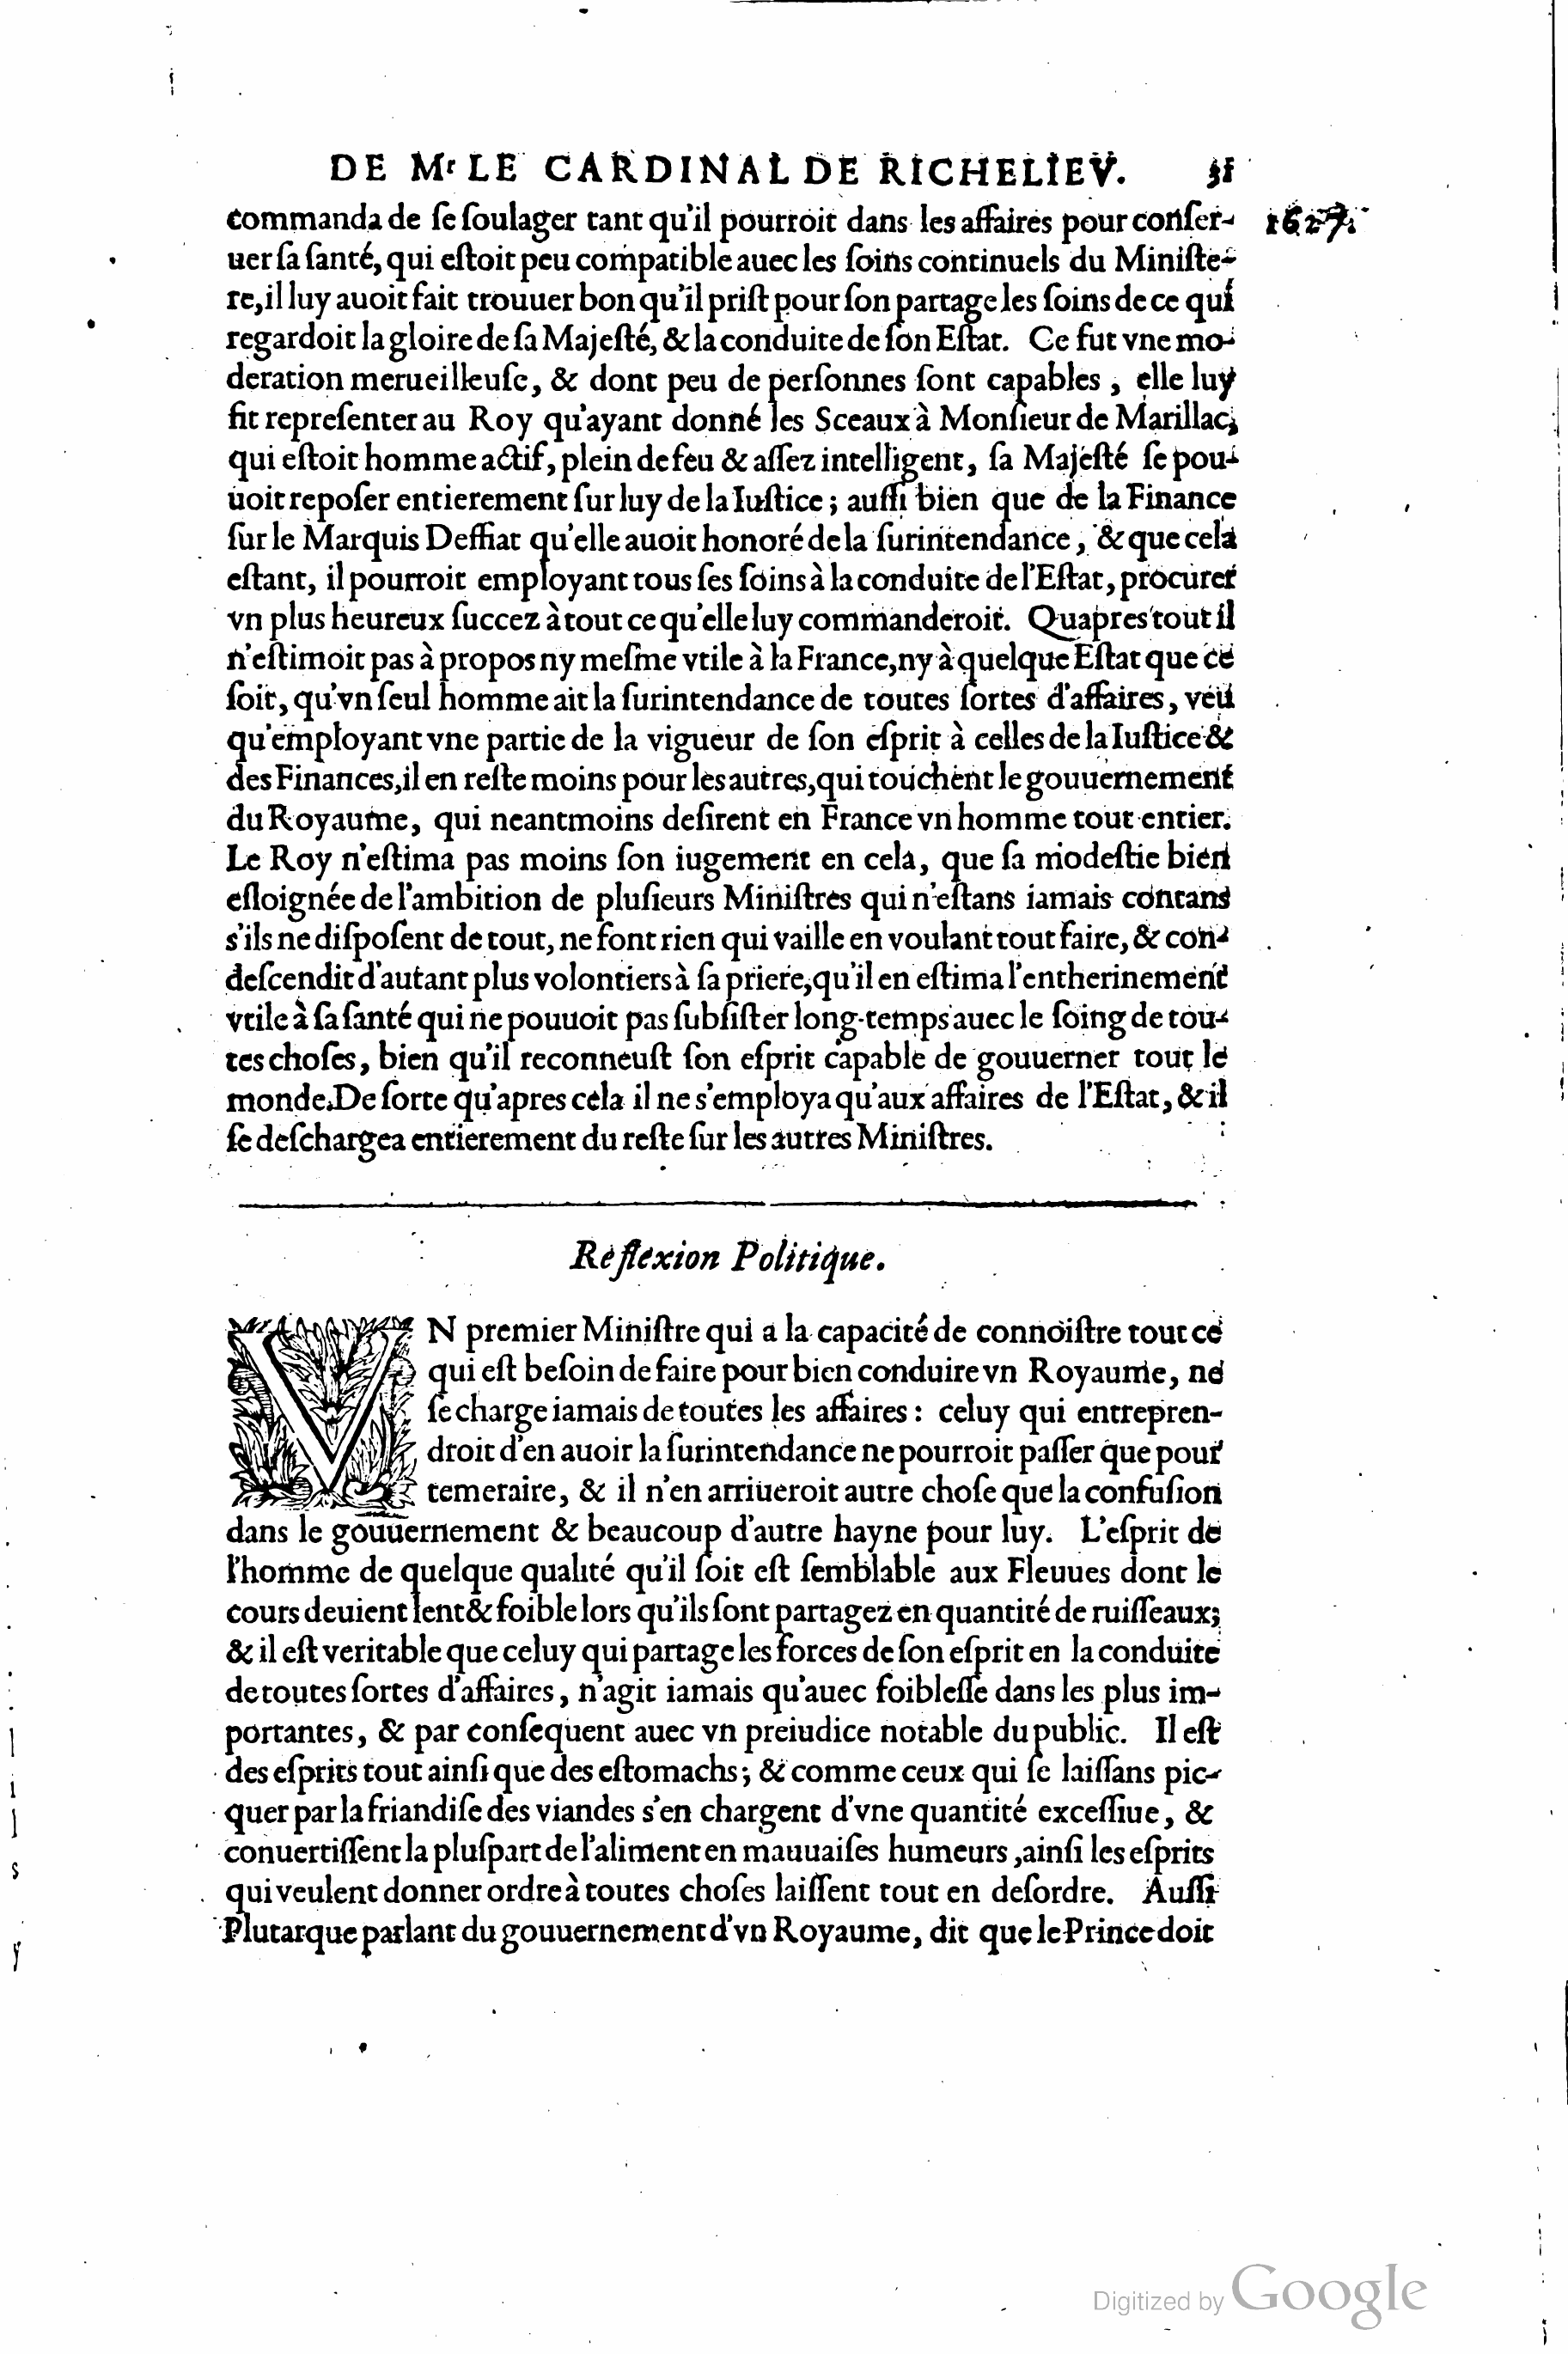 DE Mr LE CARDINAL DE RICHELIEV.
1627.
commanda de ſe ſoulager tant qu'il pourroit dans les affaires pour conſer-
uer ſa ſanté, qui eſtoit peu compatible auec les ſoins continuels du Miniſte-
re, il luy auoit fait trouuer bon qu'il priſt pour ſon partage les ſoins de ce qui
regardoit la gloire de ſa Majeſté, & la conduite de ſon Eſtat. Ce fut vne mo-
deration merueilleuſe, & dont peu de perſonnes ſont capables, elle luy
fit repreſenter au Roy qu'ayant donné les Sceaux à Monſieur de Marillac,
qui eſtoit homme actif, plein de feu & aſſez intelligent, ſa Majeſté ſe pou-
uoit repoſer entierement ſur luy de la Iuſtice; auſſi bien que de la Finance
ſur le Marquis Deffiat qu'elle auoit honoré de la ſurintendance, & que cela
eſtant, il pourroit employant tous ſes ſoins à la conduite de l'Eſtat, procurer
vn plus heureux ſuccez à tout ce qu'elle luy commanderoit. Quapres tout il
n'eſtimoit pas à propos ny meſme vtile à la France, ny à quelque Eſtat que ce
ſoit, qu'vn ſeul homme ait la ſurintendance de toutes ſortes d'affaires, veu
qu'employant vne partie de la vigueur de ſon eſprit à celles de la Iuſtice &
des Finances, il en reſte moins pour les autres, qui touchent le gouuernement
du Royaume, qui neantmoins deſirent en France vn homme tout entier.
Le Roy n'eſtima pas moins ſon iugement en cela, que ſa modeſtie bien
eſloignée de l'ambition de pluſieurs Miniſtres qui n'eſtans iamais contans
s'ils ne diſpoſent de tout, ne font rien qui vaille en voulant tout faire, & con-
deſcendit d'autant plus volontiers à ſa priere, qu'il en eſtima l'entherinement
vtile à ſa ſanté qui ne pouuoit pas ſubſiſter long-temps auec le ſoing de tou-
tes choſes, bien qu'il reconneuſt ſon eſprit capable de gouuerner tout le
monde. De ſorte qu'apres cela il ne s'employa qu'aux affaires de l'Eſtat, & il
ſe deſchargea entierement du reſte ſur les autres Miniſtres.
Reflexion Politique.
VN premier Miniſtre qui a la capacité de connoiſtre tout ce
qui eſt beſoin de faire pour bien conduire vn Royaume, ne
ſe charge iamais de toutes les affaires : celuy qui entrepren-
droit d'en auoir la ſurintendance ne pourroit paſſer que pour
temeraire, & il n'en arriueroit autre choſe que la confuſion
dans le gouuernement & beaucoup d'autre hayne pour luy. L'eſprit de
l'homme de quelque qualité qu'il ſoit eſt ſemblable aux Fleuues dont le
cours deuient lent & foible lors qu'ils ſont partagez en quantité de ruiſſeaux;
& il eſt veritable que celuy qui partage les forces de ſon eſprit en la conduite
de toutes ſortes d'affaires, n'agit iamais qu'auec foibleſſe dans les plus im-
portantes, & par conſequent auec vn preiudice notable du public. Il eſt
des eſprits tout ainſi que des eſtomachs; & comme ceux qui ſe laiſſans pic-
quer par la friandiſe des viandes s'en chargent d'vne quantité exceſſiue, &
conuertiſſent la pluſpart de l'aliment en mauuaiſes humeurs, ainſi les eſprits
qui veulent donner ordre à toutes choſes laiſſent tout en deſordre. Auſſi
Plutarque parlant du gouuernement d'vn Royaume, dit que le Prince doit
Digitized by Google